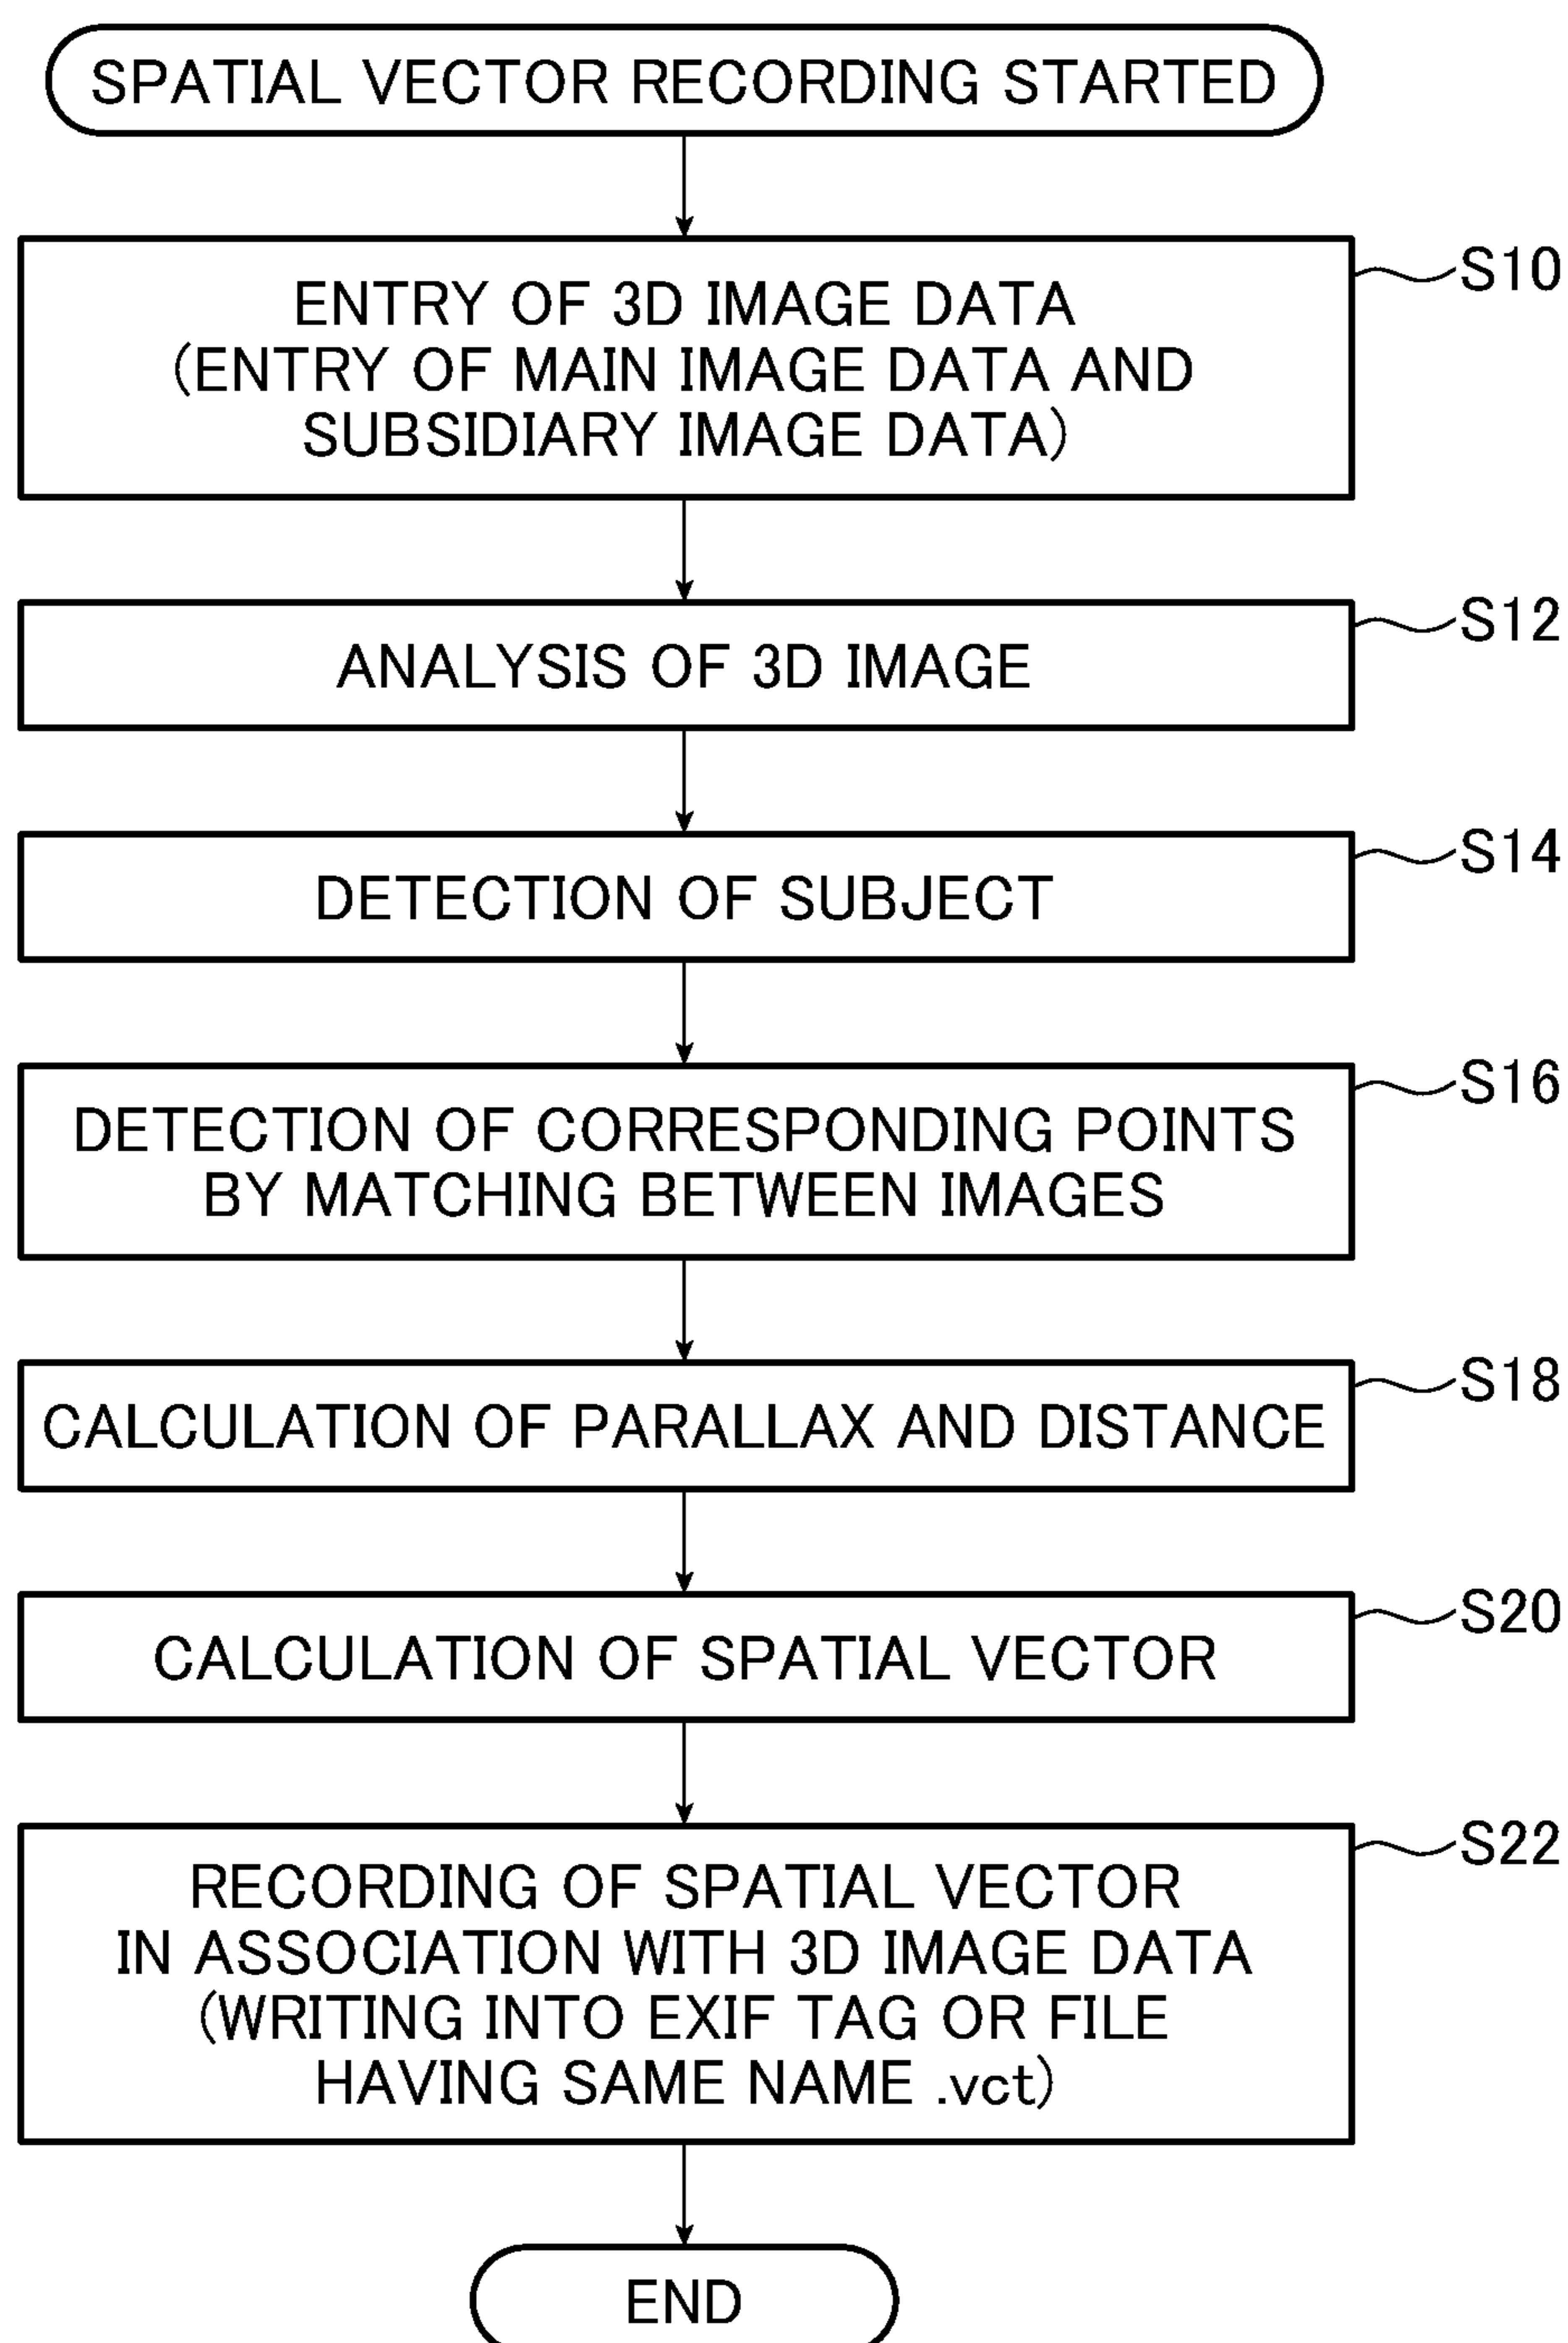 SPATIAL VECTOR RECORDING STARTED
S10
ENTRY OF 3D IMAGE DATA
(ENTRY OF MAIN IMAGE DATA AND
SUBSIDIARY IMAGE DATA)
S12
ANALYSIS OF 3D IMAGE
S14
DETECTION OF SUBJECT
S16
DETECTION OF CORRESPONDING POINTS
BY MATCHING BETWEEN IMAGES
S18
CALCULATION OF PARALLAX AND DISTANCE
S20
CALCULATION OF SPATIAL VECTOR
S22
RECORDING OF SPATIAL VECTOR
IN ASSOCIATION WITH 3D IMAGE DATA
(WRITING INTO EXIF TAG OR FILE
HAVING SAME NAME .vct)
END